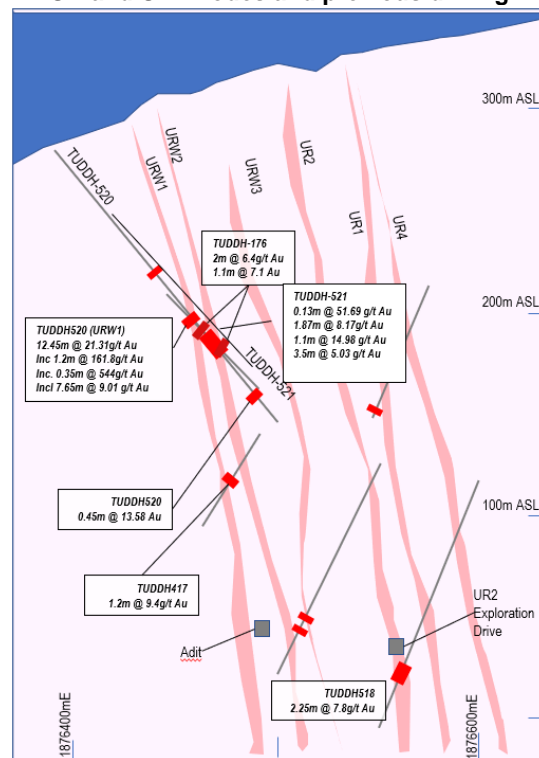 300m ASL
URW2
URW1
UR2
TUDDH-520
URW3
UR1
UR4
TUDDH-176
2m @ 6.4g/t Au
1.1m @ 7.1 Au
TUDDH-521
0.13m @ 51.69 g/t Au
1.87m @ 8.17g/t Au
1.1m @ 14.98 g/t Au
3.5m @ 5.03 g/t Au
200m ASL
TUDDH520 (URW1)
12.45m @ 21.31g/t Au
Inc 1.2m @ 161.8g/t Au
Inc. 0.35m @ 544g/t Au
Incl 7.65m @ 9.01 g/t Au
TUDDH-521
TUDDH520
0.45m @ 13.58 Au
100m ASL
TUDDH417
1.2m @ 9.4g/t Au
UR2
Exploration
Drive
Adit
TUDDH518
2.25m @ 7.8g/t Au
1876400mE
1876600mE